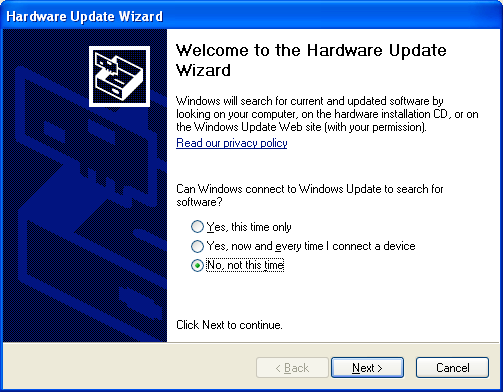 Hardware Update Wizard
Welcome to the Hardware Update
Wizard
Windows will search for current and updated software by
looking on your computer, on the hardware installation CD, or on
the Windows Update Web site (with your permission).
Read our privacy policy
Can Windows connect to Windows Update to search for
software?
Yes, this time only
Yes, now and every time I connect a device
No, not this time
Click Next to continue.
< Back
Next >
Cancel